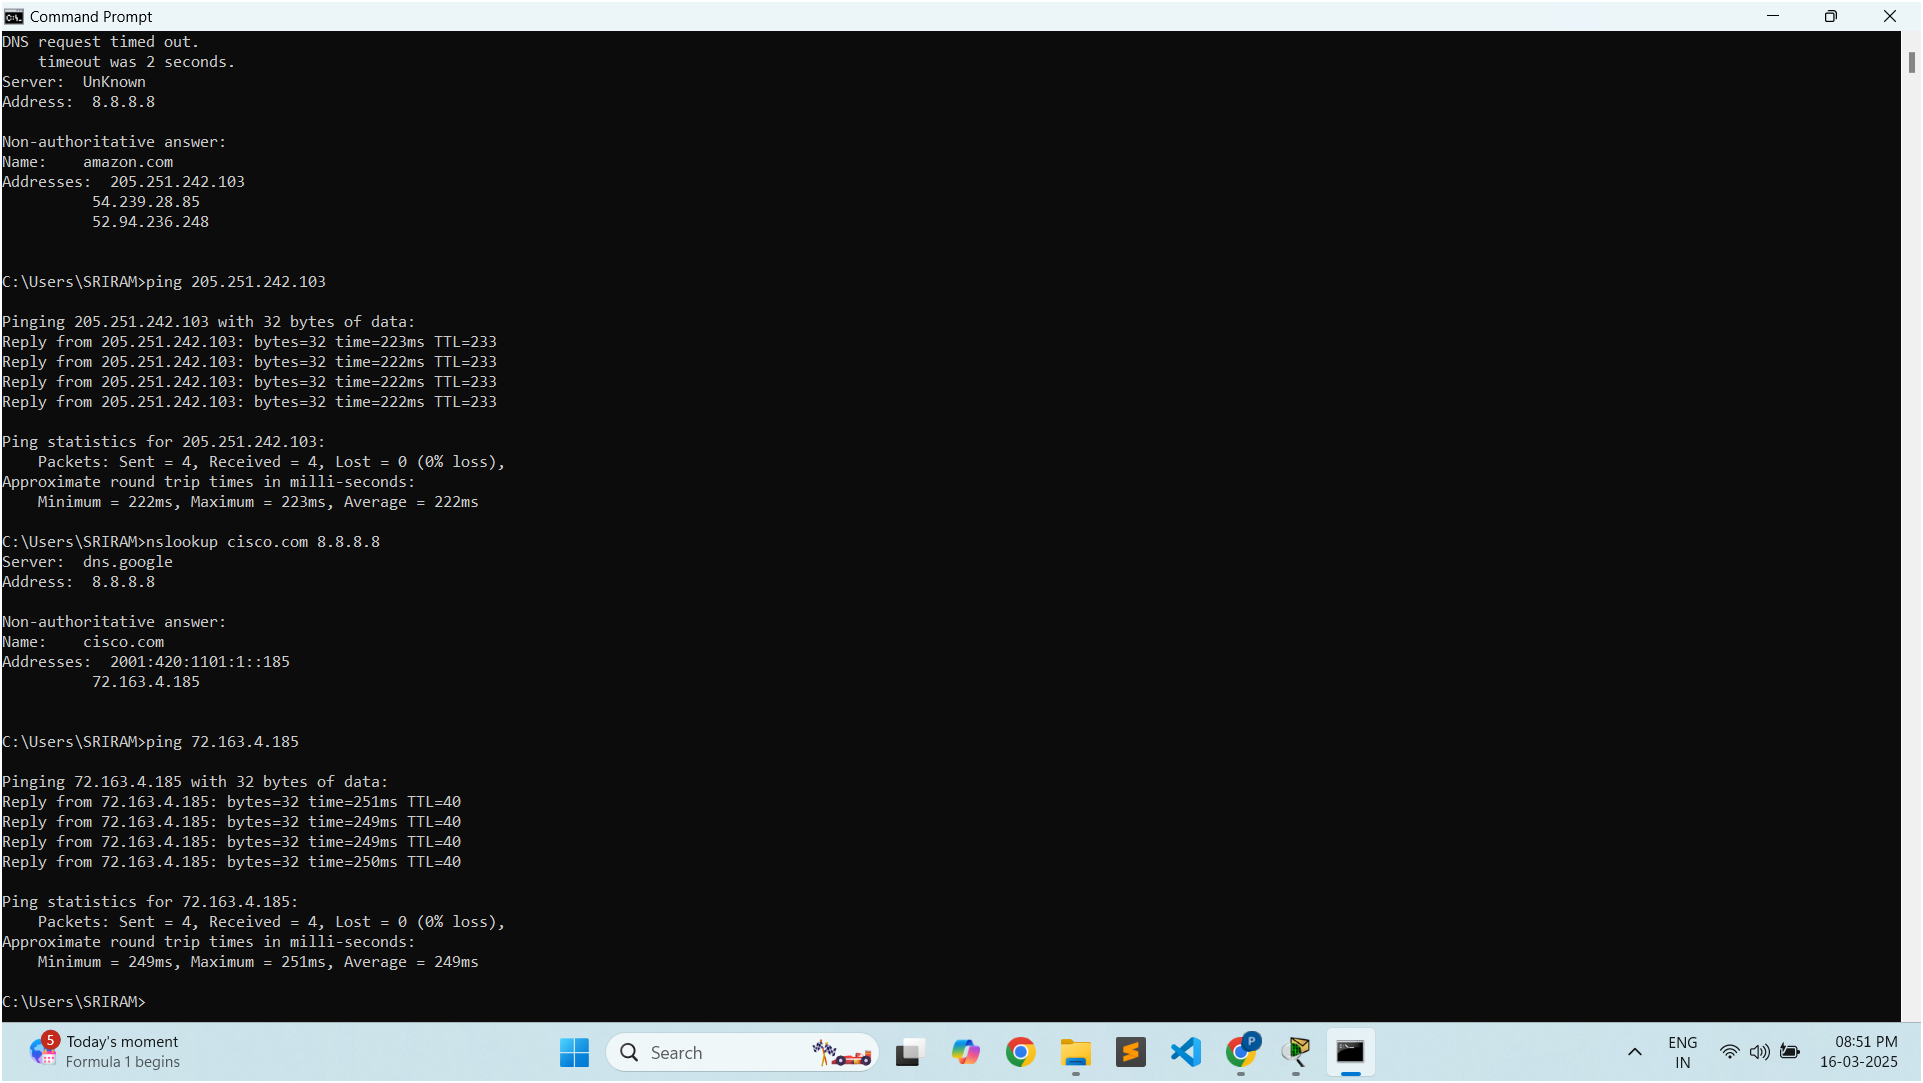 Command Prompt
DNS request timed out.
    timeout was 2 seconds.
Server:  UnKnown
Address:  8.8.8.8

Non-authoritative answer:
Name:    amazon.com
Addresses:  205.251.242.103
          54.239.28.85
          52.94.236.248

C:\Users\SRIRAM>ping 205.251.242.103

Pinging 205.251.242.103 with 32 bytes of data:
Reply from 205.251.242.103: bytes=32 time=223ms TTL=233
Reply from 205.251.242.103: bytes=32 time=222ms TTL=233
Reply from 205.251.242.103: bytes=32 time=222ms TTL=233
Reply from 205.251.242.103: bytes=32 time=222ms TTL=233

Ping statistics for 205.251.242.103:
    Packets: Sent = 4, Received = 4, Lost = 0 (0% loss),
Approximate round trip times in milli-seconds:
    Minimum = 222ms, Maximum = 223ms, Average = 222ms

C:\Users\SRIRAM>nslookup cisco.com 8.8.8.8
Server:  dns.google
Address:  8.8.8.8

Non-authoritative answer:
Name:    cisco.com
Addresses:  2001:420:1101:1::185
          72.163.4.185

C:\Users\SRIRAM>ping 72.163.4.185

Pinging 72.163.4.185 with 32 bytes of data:
Reply from 72.163.4.185: bytes=32 time=251ms TTL=40
Reply from 72.163.4.185: bytes=32 time=249ms TTL=40
Reply from 72.163.4.185: bytes=32 time=249ms TTL=40
Reply from 72.163.4.185: bytes=32 time=250ms TTL=40

Ping statistics for 72.163.4.185:
    Packets: Sent = 4, Received = 4, Lost = 0 (0% loss),
Approximate round trip times in milli-seconds:
    Minimum = 249ms, Maximum = 251ms, Average = 249ms

C:\Users\SRIRAM>
5
Today's moment
Formula 1 begins
Search
P
ENG
IN
08:51 PM
16-03-2025